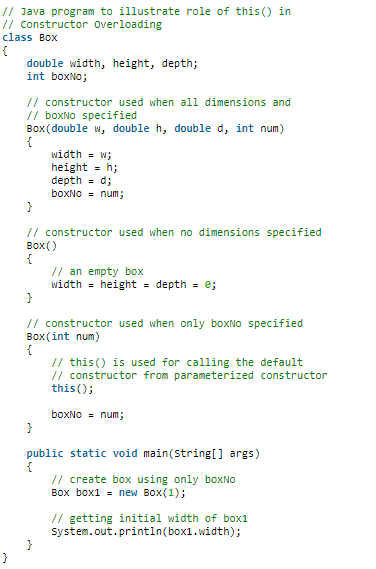 // Java program to illustrate role of this() in
// Constructor Overloading
class Box
{
    double width, height, depth;
    int boxNo;

    // constructor used when all dimensions and
    // boxNo specified
    Box(double w, double h, double d, int num)
    {
        width = w;
        height = h;
        depth = d;
        boxNo = num;
    }

    // constructor used when no dimensions specified
    Box()
    {
        // an empty box
        width = height = depth = 0;
    }

    // constructor used when only boxNo specified
    Box(int num)
    {
        // this() is used for calling the default
        // constructor from parameterized constructor
        this();

        boxNo = num;
    }

    public static void main(String[] args)
    {
        // create box using only boxNo
        Box box1 = new Box(1);

        // getting initial width of box1
        System.out.println(box1.width);
    }
}